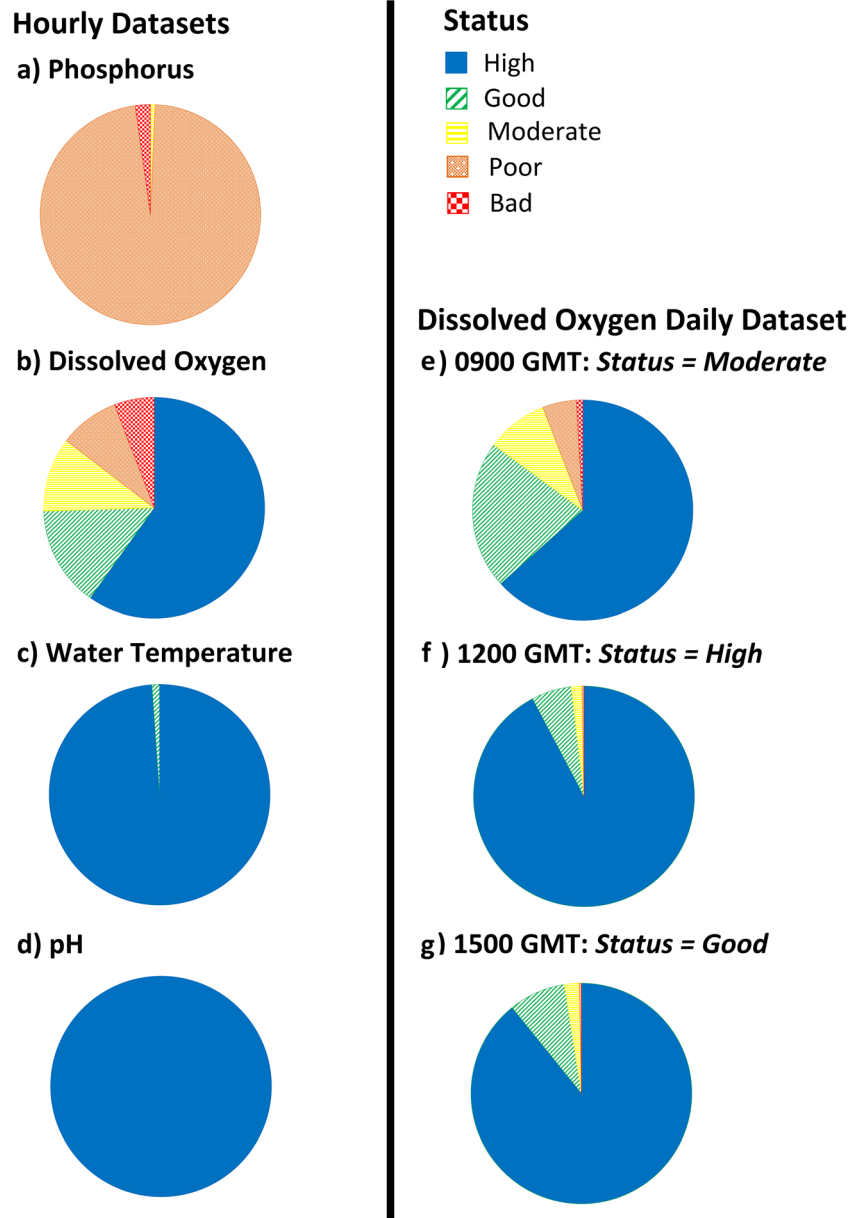 Hourly Datasets
a) Phosphorus
b) Dissolved Oxygen
c) Water Temperature
d) pH
Status
High
Good
Moderate
Poor
Bad
Dissolved Oxygen Daily Dataset
e) 0900 GMT: Status = Moderate
f ) 1200 GMT: Status = High
g) 1500 GMT: Status = Good